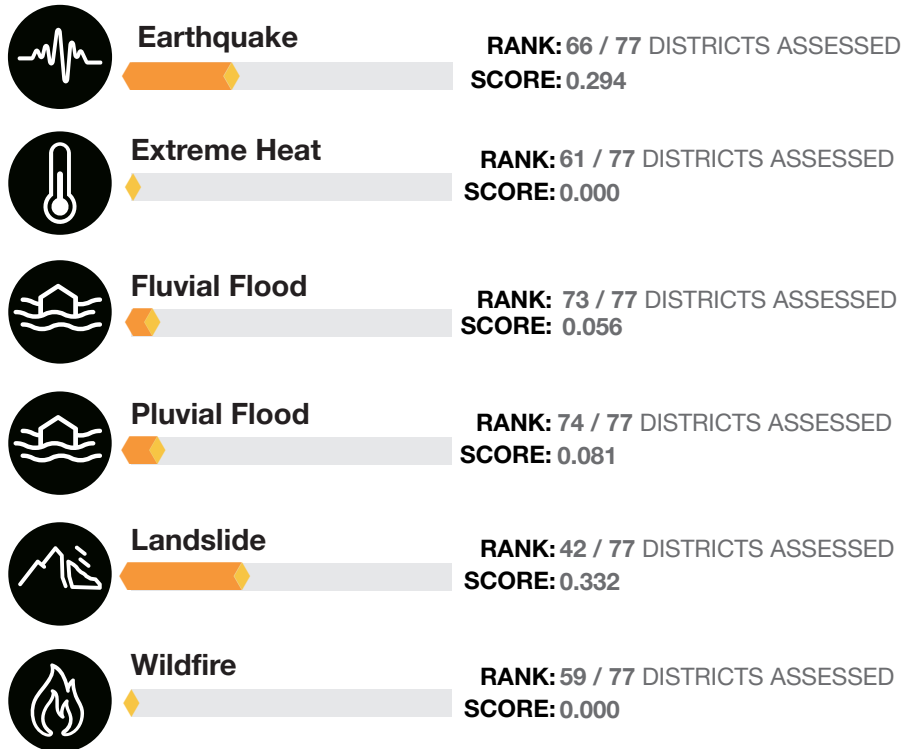 Earthquake
RANK: 66 / 77 DISTRICTS ASSESSED
SCORE: 0.294
Extreme Heat
RANK: 61 / 77 DISTRICTS ASSESSED
SCORE: 0.000
Fluvial Flood
RANK: 73 / 77 DISTRICTS ASSESSED
SCORE: 0.056
Pluvial Flood
RANK: 74 / 77 DISTRICTS ASSESSED
SCORE: 0.081
Landslide
RANK: 42 / 77 DISTRICTS ASSESSED
SCORE: 0.332
Wildfire
RANK: 59 / 77 DISTRICTS ASSESSED
SCORE: 0.000